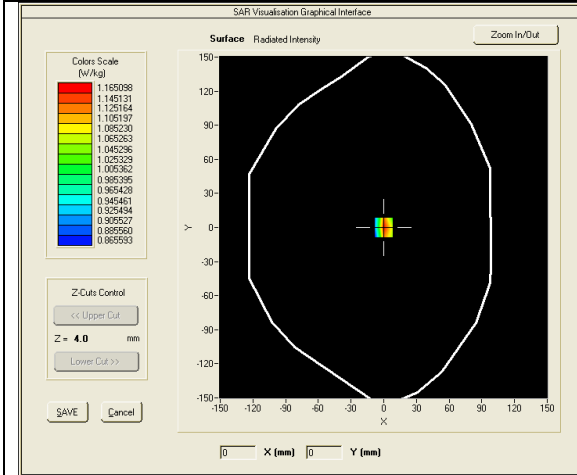 SAR Visualisation Graphical Interface
Surface Radiated Intensity
Zoom In/Out
Colors Scale
(W/kg)
1.165098
1.145131
1.125164
1.105197
1.085230
1.065263
1.045296
1.025329
1.005362
0.985395
0.965428
0.945461
0.925494
0.905527
0.885560
0.865593
Z-Cuts Control
<< Upper Cut
Z = 4.0 mm
Lower Cut >>
SAVE Cancel
150
120
90
60
30
Y 0
-30
-60
-90
-120
-150
-150 -120 -90 -60 -30 0 30 60 90 120 150
X
0 X (mm) 0 Y (mm)